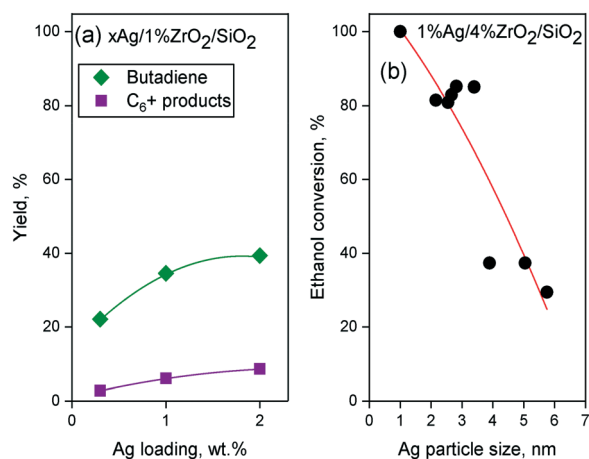 (a) xAg/1%ZrO₂/SiO₂
Butadiene
C₆+ products
Yield, %
100
80
60
40
20
0
0 1 2
Ag loading, wt.%
1%Ag/4%ZrO₂/SiO₂
(b)
Ethanol conversion, %
100
80
60
40
20
0
0 1 2 3 4 5 6 7
Ag particle size, nm